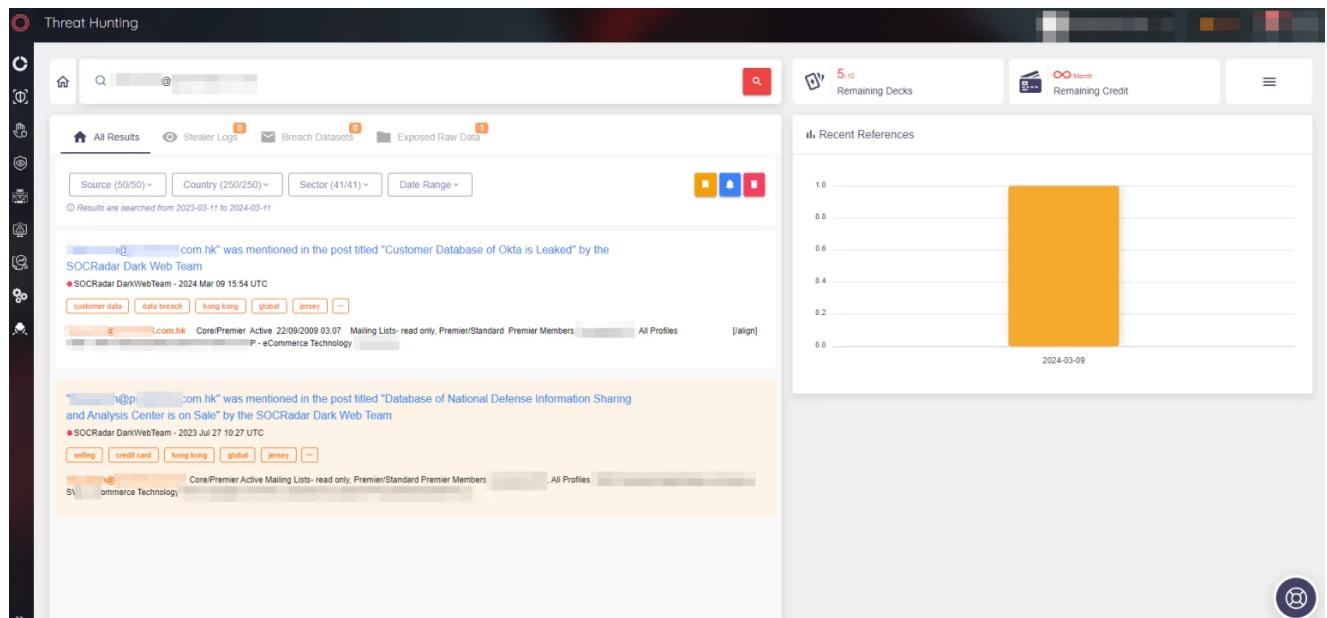 Threat Hunting
@
5/10
Remaining Decks
∞/Month
Remaining Credit
All Results
Stealer Logs 0
Breach Datasets 0
Exposed Raw Data 1
Source (50/50)
Country (250/250)
Sector (41/41)
Date Range
Results are searched from 2023-03-11 to 2024-03-11
@ com.hk" was mentioned in the post titled "Customer Database of Okta is Leaked" by the
SOCRadar Dark Web Team
SOCRadar DarkWebTeam - 2024 Mar 09 15:54 UTC
customer data data breach hong kong global jersey ...
.com.hk Core/Premier Active 22/09/2009 03:07 Mailing Lists- read only, Premier/Standard Premier Members All Profiles [/align]
P - eCommerce Technology
" @p com.hk" was mentioned in the post titled "Database of National Defense Information Sharing
and Analysis Center is on Sale" by the SOCRadar Dark Web Team
SOCRadar DarkWebTeam - 2023 Jul 27 10:27 UTC
selling credit card hong kong global jersey ...
@ Core/Premier Active Mailing Lists- read only, Premier/Standard Premier Members , All Profiles
ommerce Technology
Recent References
1.0
0.8
0.6
0.4
0.2
0.0
2024-03-09